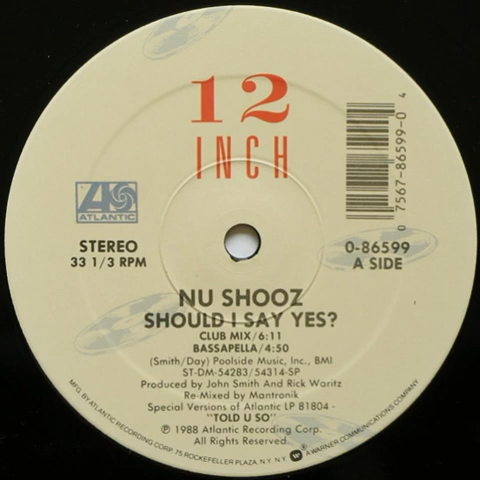 12
INCH
ATLANTIC
STEREO
33 1/3 RPM
0 7567-86599-0 4
0-86599
A SIDE
NU SHOOZ
SHOULD I SAY YES?
CLUB MIX/6:11
BASSAPELLA/4:50
(Smith/Day) Poolside Music, Inc., BMI
ST-DM-54283/54314-SP
Produced by John Smith And Rick Waritz
Re-Mixed by Mantronik
Special Versions of Atlantic LP 81804 -
"TOLD U SO"
Ⓟ 1988 Atlantic Recording Corp.
All Rights Reserved.
MFG. BY ATLANTIC RECORDING CORP., 75 ROCKEFELLER PLAZA, N.Y. N.Y. A WARNER COMMUNICATIONS COMPANY